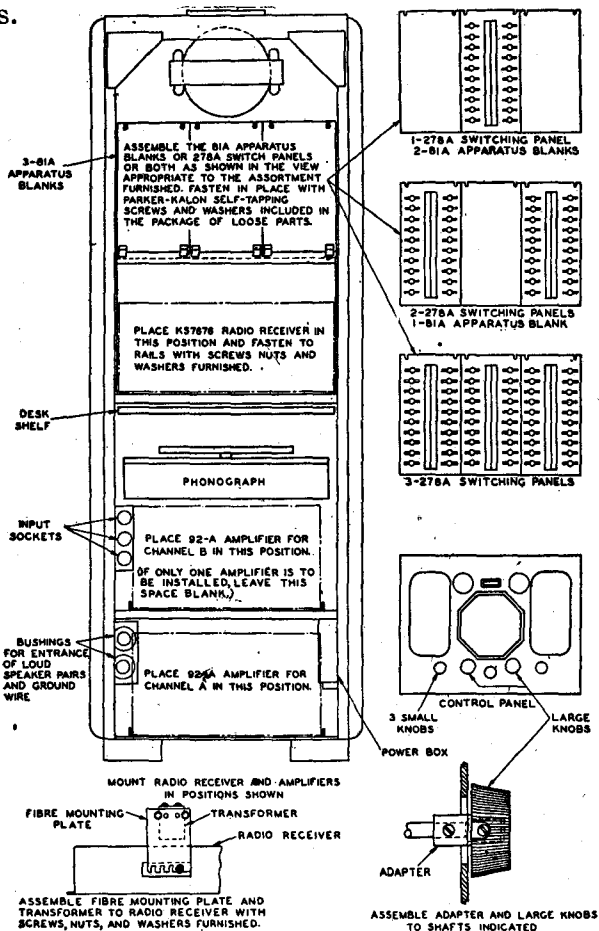 s.
3-81A
APPARATUS
BLANKS
ASSEMBLE THE 81A APPARATUS
BLANKS OR 278A SWITCH PANELS
OR BOTH AS SHOWN IN THE VIEW
APPROPRIATE TO THE ASSORTMENT
FURNISHED. FASTEN IN PLACE WITH
PARKER-KALON SELF-TAPPING
SCREWS AND WASHERS INCLUDED IN
THE PACKAGE OF LOOSE PARTS.
1-278A SWITCHING PANEL
2-81A APPARATUS BLANKS
2-278A SWITCHING PANELS
1-81A APPARATUS BLANK
3-278A SWITCHING PANELS
PLACE KS7676 RADIO RECEIVER IN
THIS POSITION AND FASTEN TO
RAILS WITH SCREWS NUTS AND
WASHERS FURNISHED.
DESK
SHELF
PHONOGRAPH
INPUT
SOCKETS
PLACE 92-A AMPLIFIER FOR
CHANNEL B IN THIS POSITION.
(IF ONLY ONE AMPLIFIER IS TO
BE INSTALLED, LEAVE THIS
SPACE BLANK.)
BUSHINGS
FOR ENTRANCE
OF LOUD
SPEAKER PAIRS
AND GROUND
WIRE
PLACE 92-A AMPLIFIER FOR
CHANNEL A IN THIS POSITION.
POWER BOX
CONTROL PANEL
3 SMALL
KNOBS
LARGE
KNOBS
MOUNT RADIO RECEIVER AND AMPLIFIERS
IN POSITIONS SHOWN
FIBRE MOUNTING
PLATE
TRANSFORMER
RADIO RECEIVER
ASSEMBLE FIBRE MOUNTING PLATE AND
TRANSFORMER TO RADIO RECEIVER WITH
SCREWS, NUTS, AND WASHERS FURNISHED.
ADAPTER
ASSEMBLE ADAPTER AND LARGE KNOBS
TO SHAFTS INDICATED